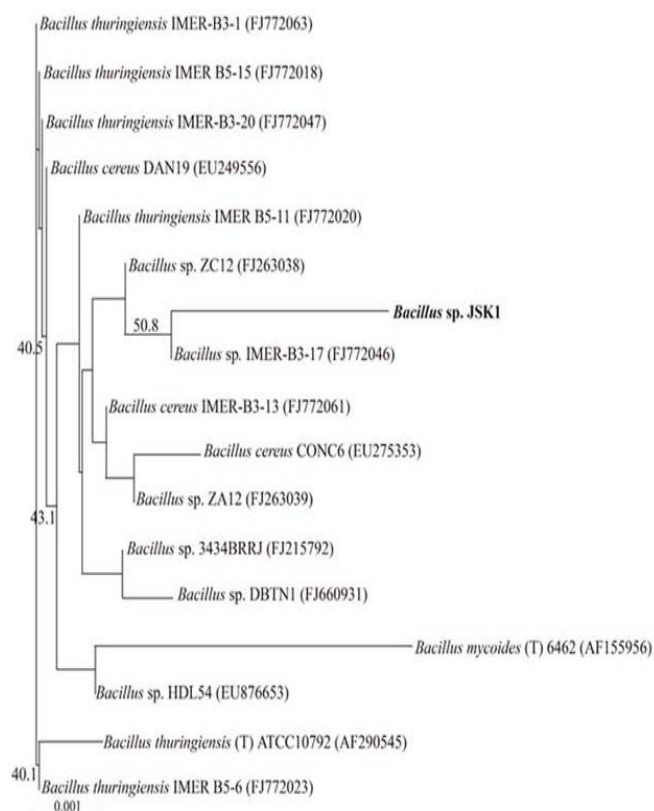 Bacillus thuringiensis IMER-B3-1 (FJ772063)
Bacillus thuringiensis IMER B5-15 (FJ772018)
Bacillus thuringiensis IMER-B3-20 (FJ772047)
Bacillus cereus DAN19 (EU249556)
Bacillus thuringiensis IMER B5-11 (FJ772020)
Bacillus sp. ZC12 (FJ263038)
Bacillus sp. JSK1
50.8
40.5
Bacillus sp. IMER-B3-17 (FJ772046)
Bacillus cereus IMER-B3-13 (FJ772061)
Bacillus cereus CONC6 (EU275353)
Bacillus sp. ZA12 (FJ263039)
43.1
Bacillus sp. 3434BRRJ (FJ215792)
Bacillus sp. DBTN1 (FJ660931)
Bacillus mycoides (T) 6462 (AF155956)
Bacillus sp. HDL54 (EU876653)
Bacillus thuringiensis (T) ATCC10792 (AF290545)
40.1
Bacillus thuringiensis IMER B5-6 (FJ772023)
0.001